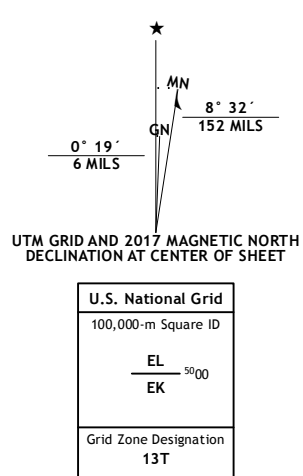 ★
MN
GN
8° 32´
152 MILS
0° 19´
6 MILS
UTM GRID AND 2017 MAGNETIC NORTH
DECLINATION AT CENTER OF SHEET
U.S. National Grid
100,000-m Square ID
EL
5000
EK
Grid Zone Designation
13T